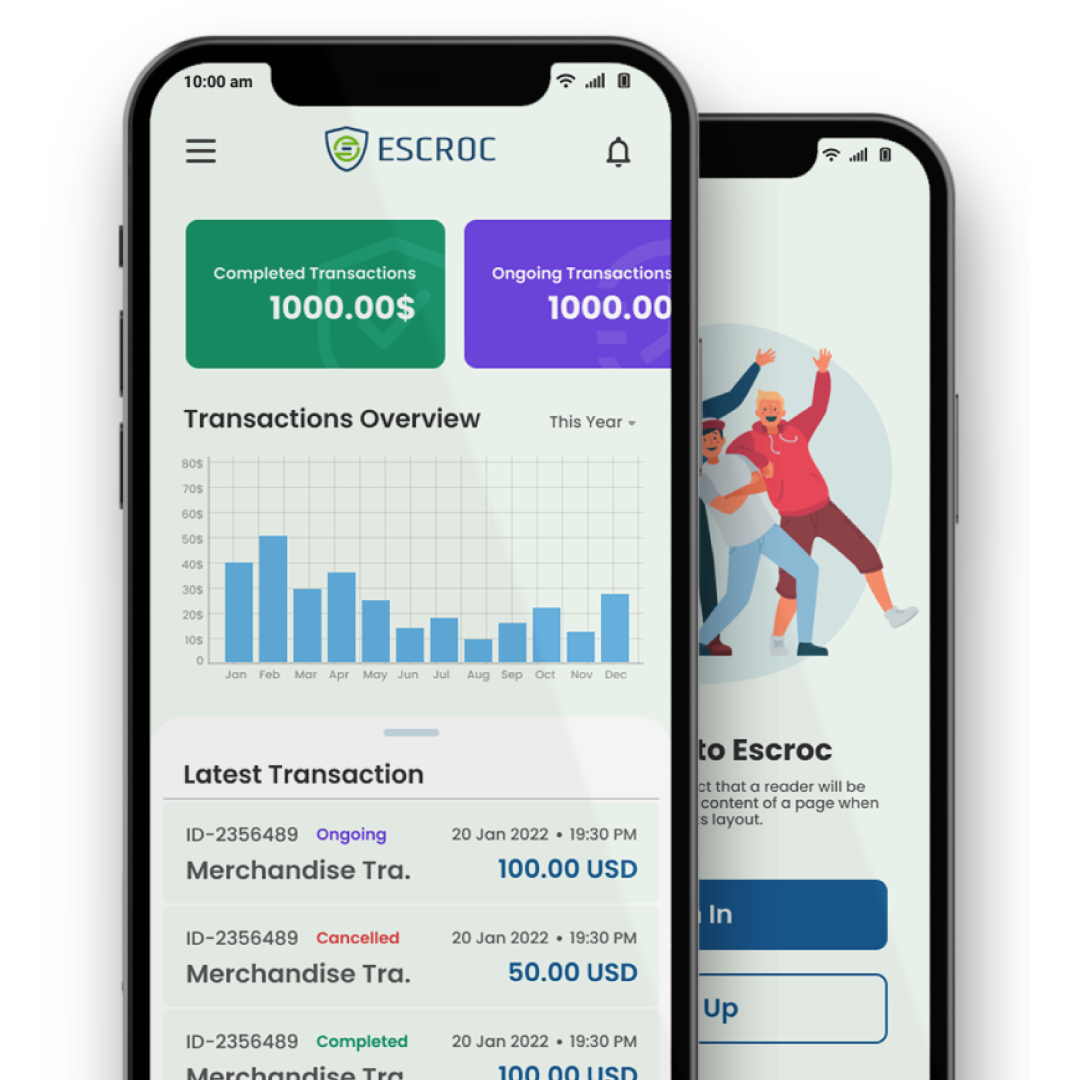 10:00 am
ESCROC
Completed Transactions
1000.00$
Ongoing Transactions
1000.00
Transactions Overview
This Year
80$
70$
60$
50$
40$
30$
20$
10$
0
Jan Feb Mar Apr May Jun Jul Aug Sep Oct Nov Dec
Latest Transaction
ID-2356489 Ongoing 20 Jan 2022 • 19:30 PM
Merchandise Tra. 100.00 USD
ID-2356489 Cancelled 20 Jan 2022 • 19:30 PM
Merchandise Tra. 50.00 USD
ID-2356489 Completed 20 Jan 2022 • 19:30 PM
Merchandise Tra. 100.00 USD
to Escroc
that a reader will be
content of a page when
layout.
In
Up